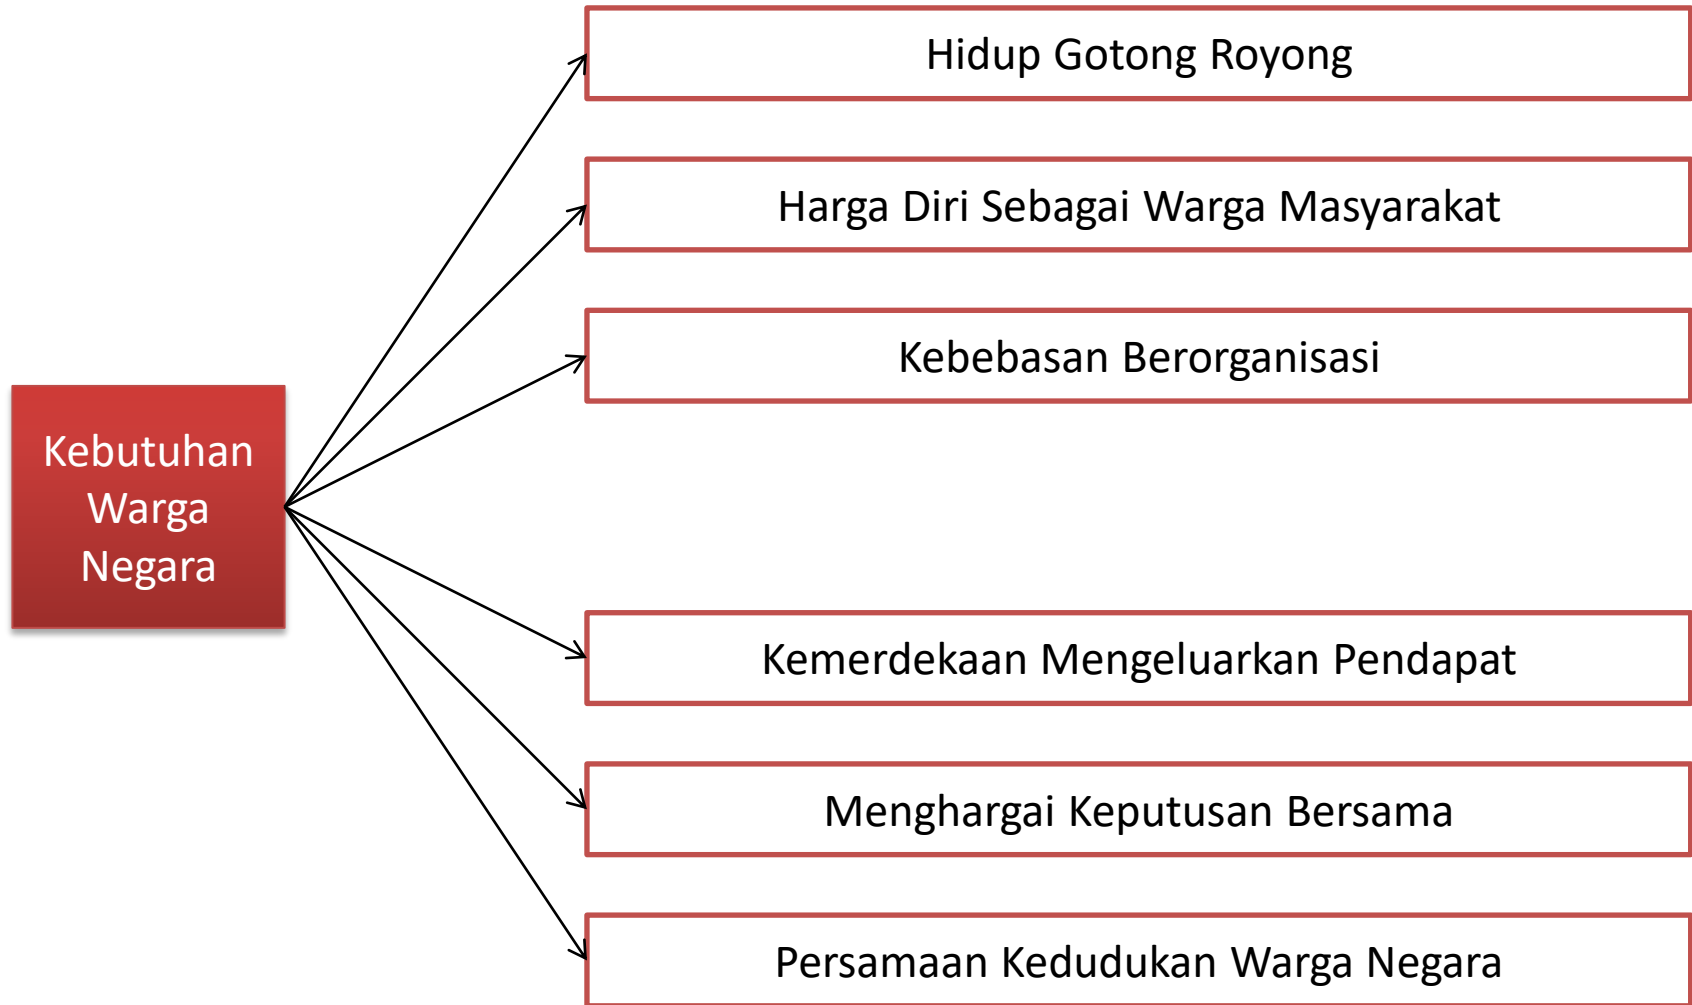 Hidup Gotong Royong
Harga Diri Sebagai Warga Masyarakat
Kebebasan Berorganisasi
Kebutuhan
Warga
Negara
Kemerdekaan Mengeluarkan Pendapat
Menghargai Keputusan Bersama
Persamaan Kedudukan Warga Negara